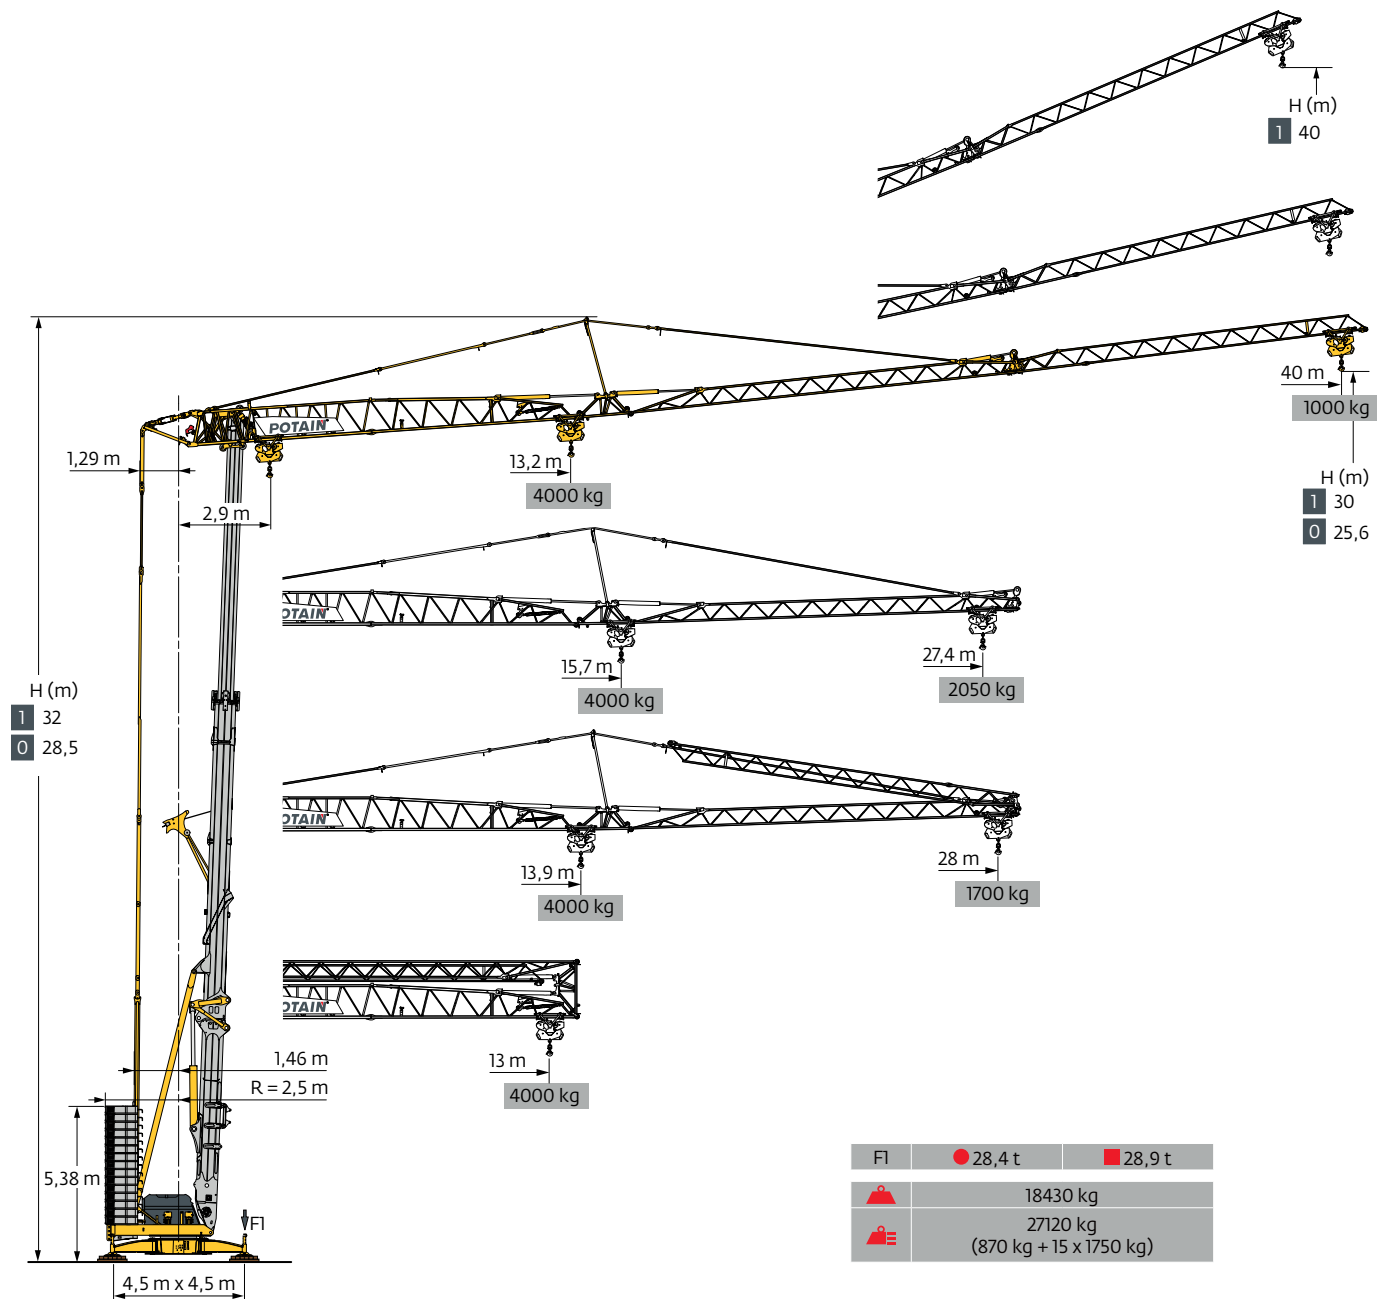 H (m)
1 40
40 m
1000 kg
H (m)
1 30
0 25,6
POTAIN
1,29 m
2,9 m
13,2 m
4000 kg
POTAIN
15,7 m
4000 kg
27,4 m
2050 kg
H (m)
1 32
0 28,5
POTAIN
13,9 m
4000 kg
28 m
1700 kg
POTAIN
13 m
4000 kg
1,46 m
R = 2,5 m
5,38 m
F1
4,5 m x 4,5 m
F1 28,4 t 28,9 t
18430 kg
27120 kg
(870 kg + 15 x 1750 kg)